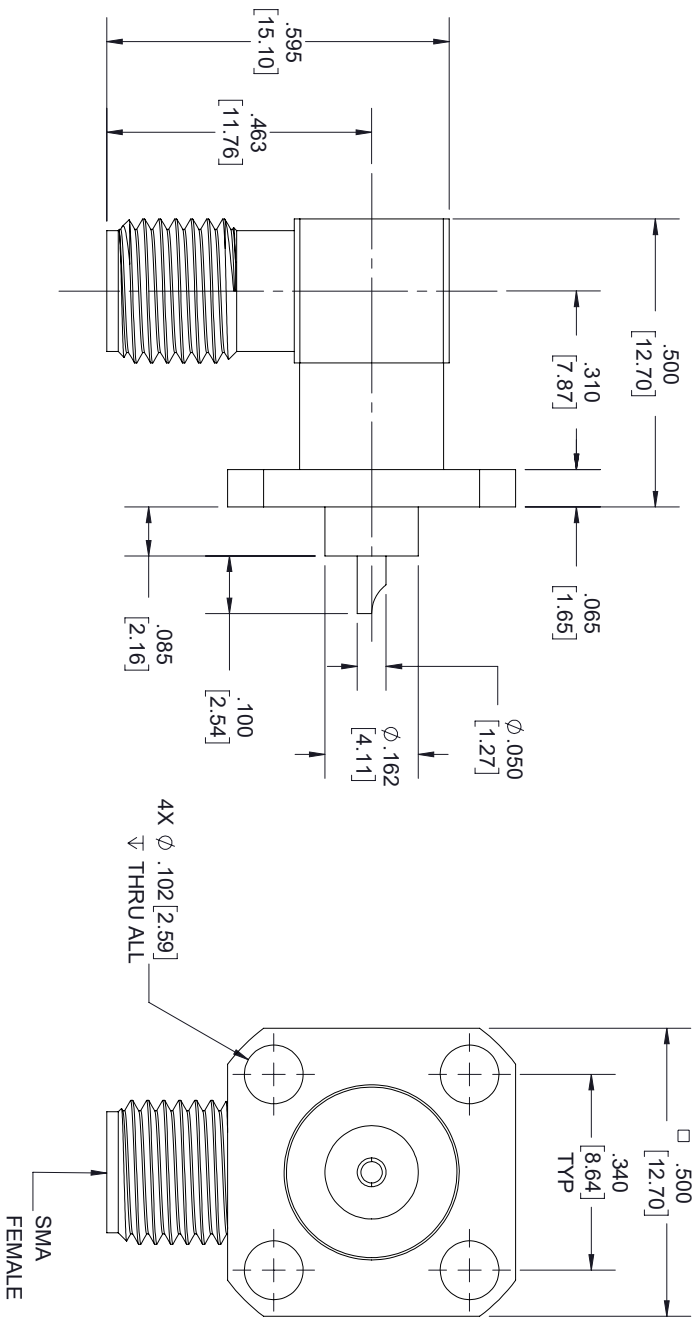 .595
[15.10]
.463
[11.76]
.500
[12.70]
.310
[7.87]
.065
[1.65]
.085
[2.16]
.100
[2.54]
Ø.050
[1.27]
Ø.162
[4.11]
4X Ø .102[2.59]
↧ THRU ALL
□ .500
[12.70]
.340
[8.64]
TYP
SMA
FEMALE